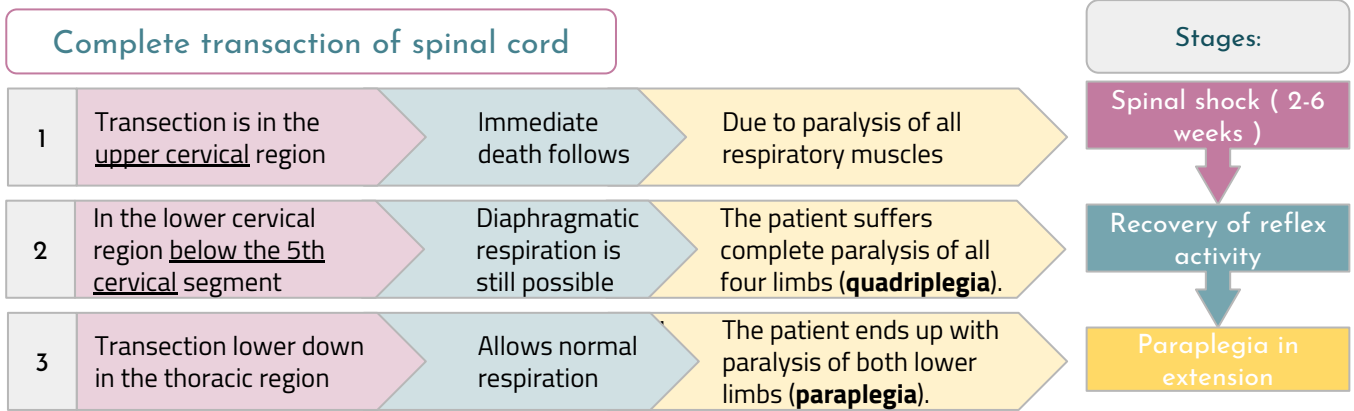 Complete transaction of spinal cord
1
Transection is in the
upper cervical region
Immediate
death follows
Due to paralysis of all
respiratory muscles
2
In the lower cervical
region below the 5th
cervical segment
Diaphragmatic
respiration is
still possible
The patient suffers
complete paralysis of all
four limbs (quadriplegia).
3
Transection lower down
in the thoracic region
Allows normal
respiration
The patient ends up with
paralysis of both lower
limbs (paraplegia).
Stages:
Spinal shock ( 2-6
weeks )
Recovery of reflex
activity
Paraplegia in
extension